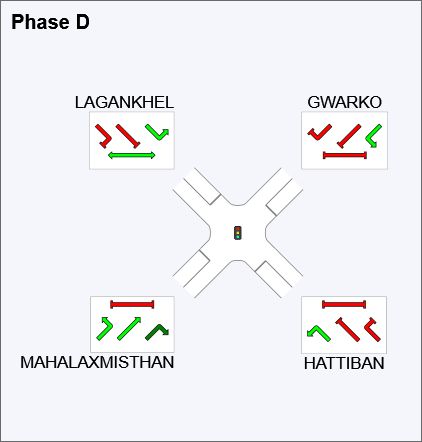 Phase D
LAGANKHEL
GWARKO
MAHALAXMISTHAN
HATTIBAN